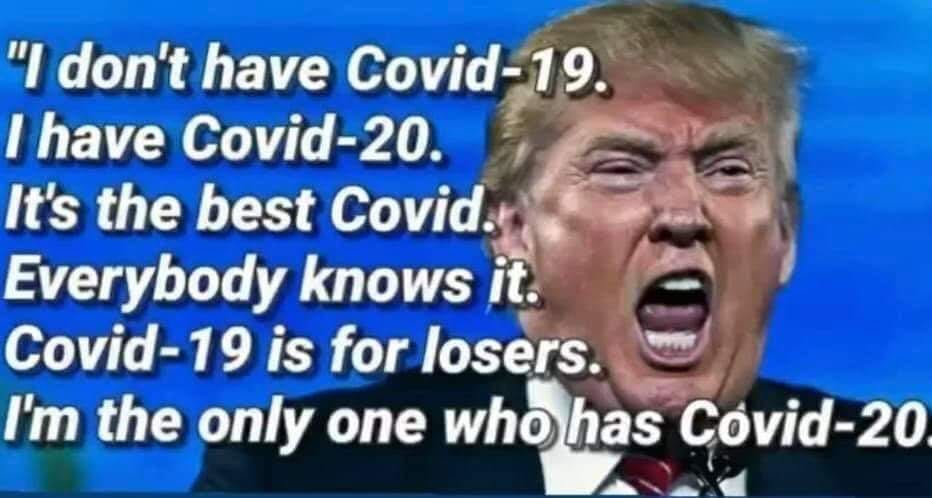 "I don't have Covid-19.
I have Covid-20.
It's the best Covid.
Everybody knows it.
Covid-19 is for losers.
I'm the only one who has Covid-20.